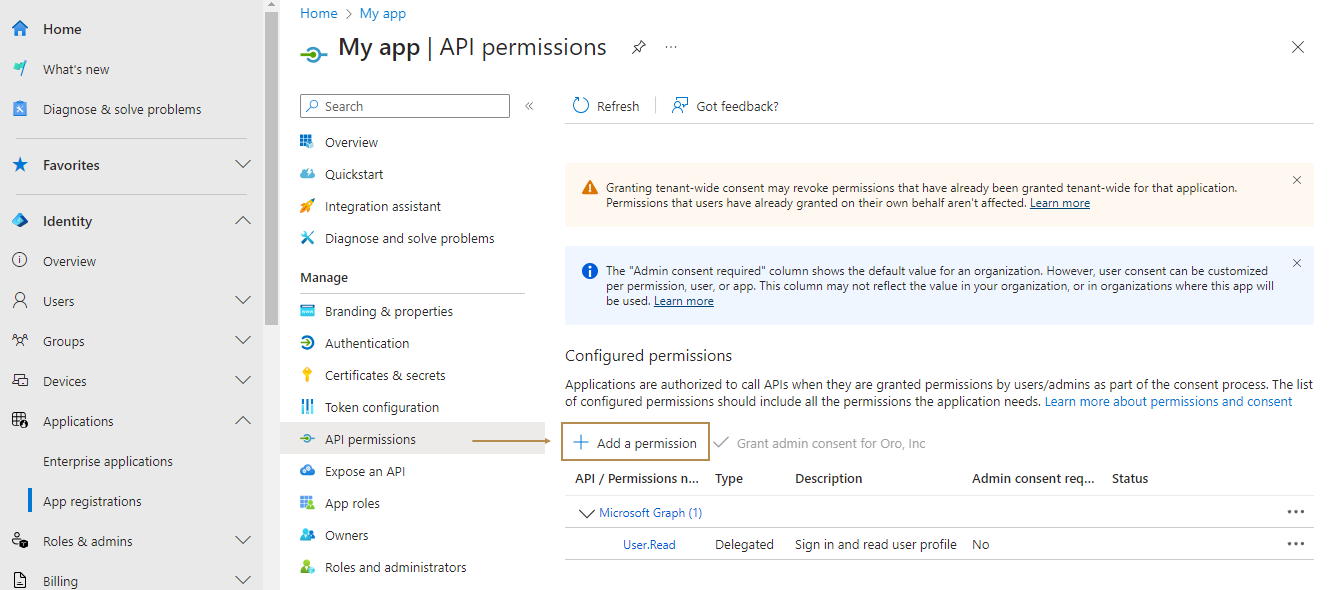 Home
What's new
Diagnose & solve problems
Favorites
Identity
Overview
Users
Groups
Devices
Applications
Enterprise applications
App registrations
Roles & admins
Billing
Home > My app
My app | API permissions ...
Search «
Overview
Quickstart
Integration assistant
Diagnose and solve problems
Manage
Branding & properties
Authentication
Certificates & secrets
Token configuration
API permissions
Expose an API
App roles
Owners
Roles and administrators
Refresh Got feedback?
Granting tenant-wide consent may revoke permissions that have already been granted tenant-wide for that application.
Permissions that users have already granted on their own behalf aren't affected. Learn more
The "Admin consent required" column shows the default value for an organization. However, user consent can be customized
per permission, user, or app. This column may not reflect the value in your organization, or in organizations where this app will
be used. Learn more
Configured permissions
Applications are authorized to call APIs when they are granted permissions by users/admins as part of the consent process. The list
of configured permissions should include all the permissions the application needs. Learn more about permissions and consent
Add a permission Grant admin consent for Oro, Inc
API / Permissions n... Type Description Admin consent req... Status
Microsoft Graph (1)
User.Read Delegated Sign in and read user profile No